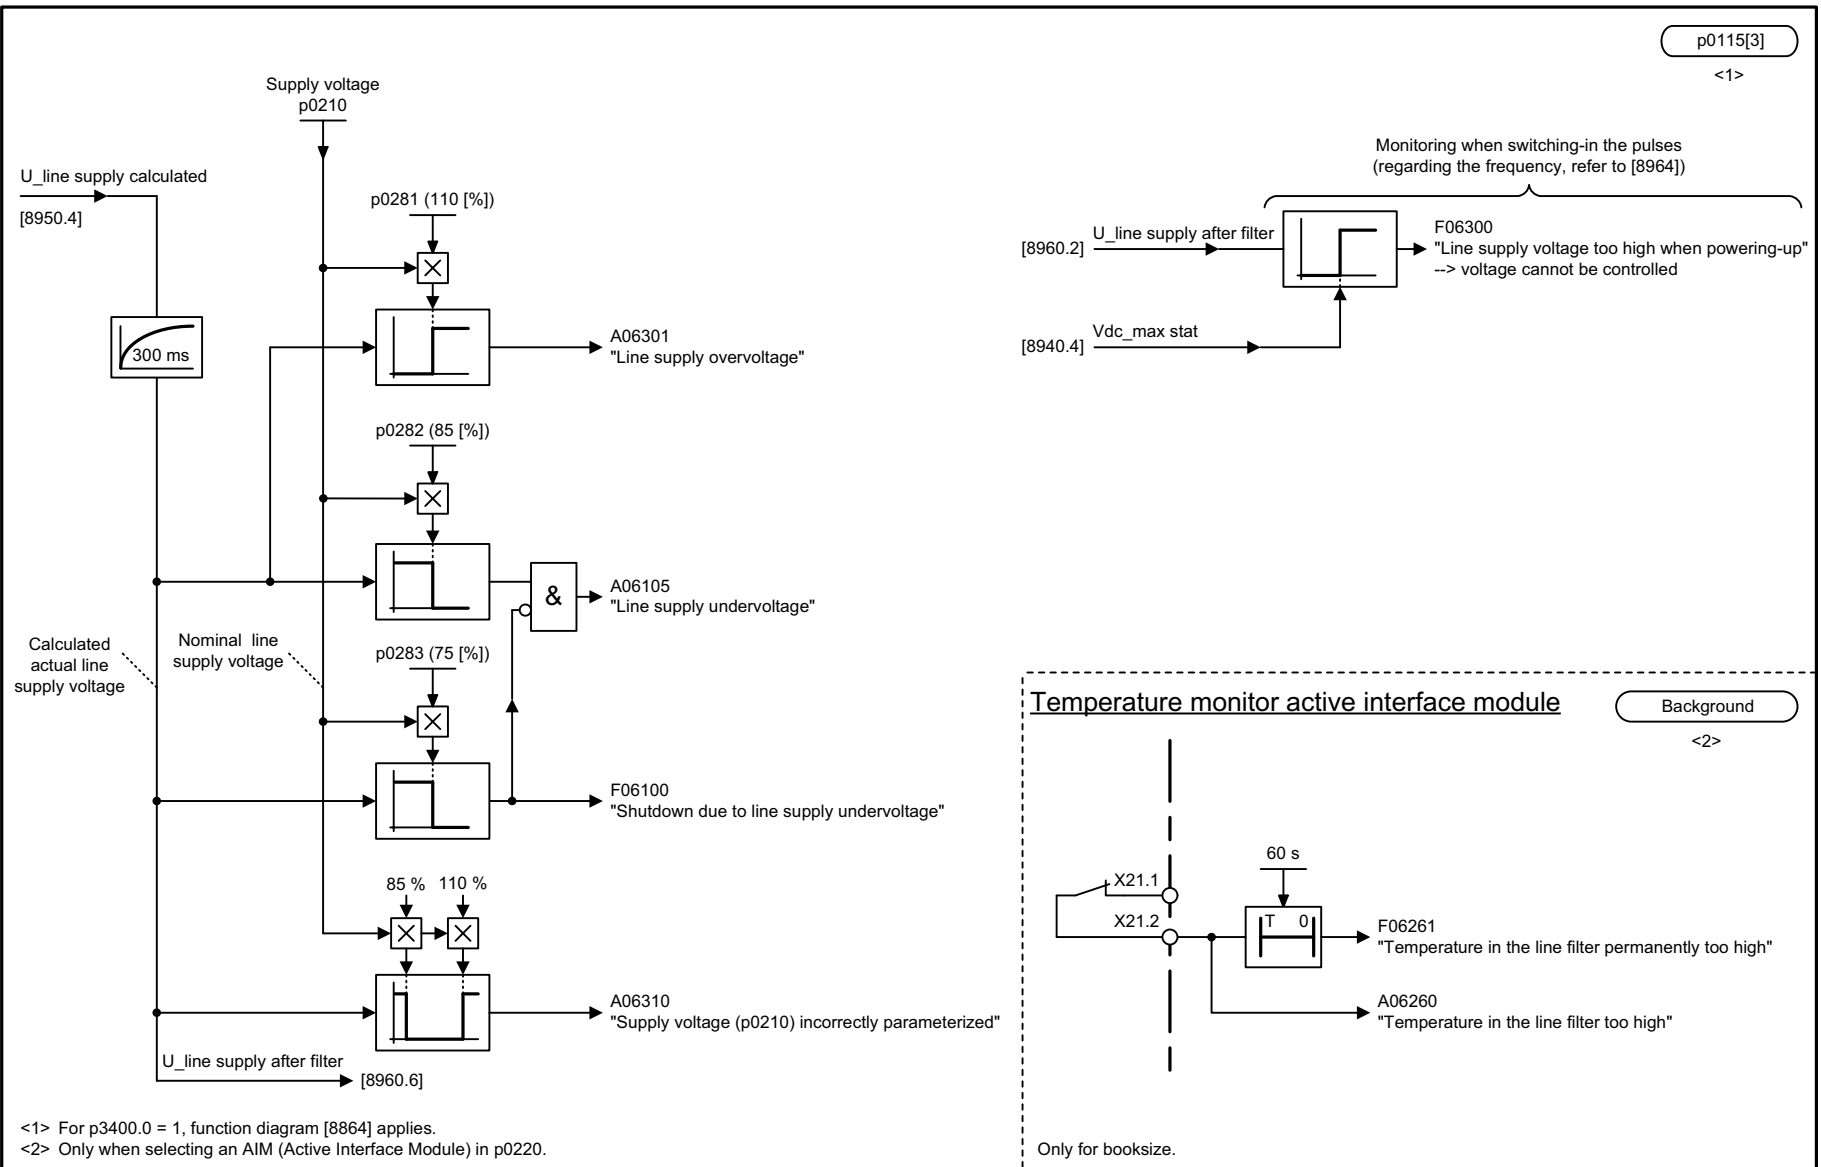 p0115[3]
<1>
Supply voltage
p0210
U_line supply calculated
[8950.4]
p0281 (110 [%])
300 ms
A06301
"Line supply overvoltage"
p0282 (85 [%])
&
A06105
"Line supply undervoltage"
Calculated
actual line
supply voltage
Nominal line
supply voltage
p0283 (75 [%])
F06100
"Shutdown due to line supply undervoltage"
85 % 110 %
A06310
"Supply voltage (p0210) incorrectly parameterized"
U_line supply after filter
[8960.6]
Monitoring when switching-in the pulses
(regarding the frequency, refer to [8964])
[8960.2]
U_line supply after filter
F06300
"Line supply voltage too high when powering-up"
--> voltage cannot be controlled
[8940.4]
Vdc_max stat
Temperature monitor active interface module
Background
<2>
60 s
X21.1
X21.2
T 0
F06261
"Temperature in the line filter permanently too high"
A06260
"Temperature in the line filter too high"
<1> For p3400.0 = 1, function diagram [8864] applies.
<2> Only when selecting an AIM (Active Interface Module) in p0220.
Only for booksize.